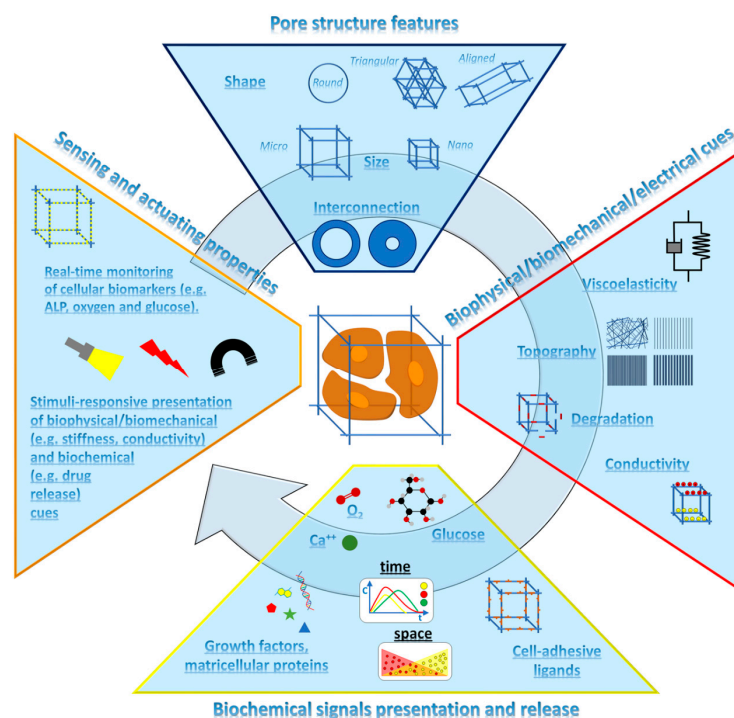 Pore structure features
Shape
Round
Triangular
Aligned
Micro
Size
Nano
Interconnection
Sensing and actuating properties
Real-time monitoring
of cellular biomarkers (e.g.
ALP, oxygen and glucose).
Stimuli-responsive presentation
of biophysical/biomechanical
(e.g. stiffness, conductivity)
and biochemical
(e.g. drug
release)
cues
Biophysical/biomechanical/electrical cues
Viscoelasticity
Topography
Degradation
Conductivity
O₂
Glucose
Ca⁺⁺
time
C
t
space
Growth factors,
matricellular proteins
Cell-adhesive
ligands
Biochemical signals presentation and release